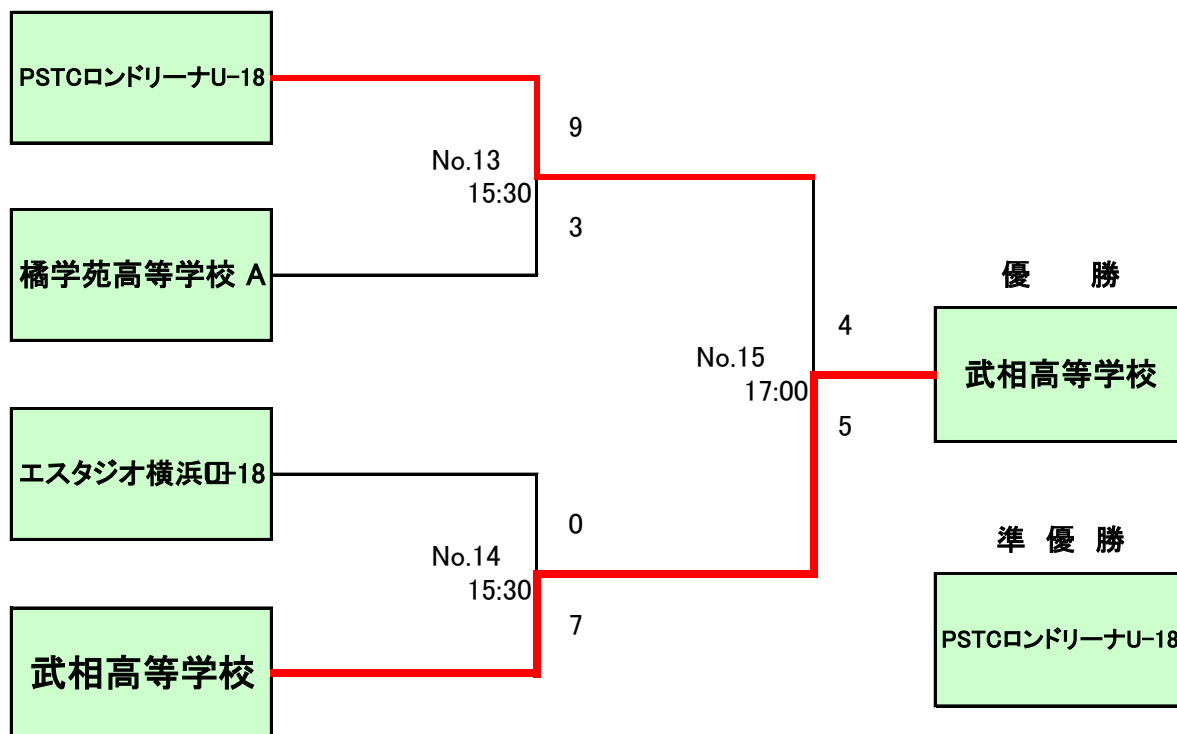 PSTCロンドリーナU-18
9
No.13
15:30
3
橘学苑高等学校 A
優 勝
4
No.15
17:00
武相高等学校
5
エスタジオ横浜 -18
0
準 優 勝
No.14
15:30
7
PSTCロンドリーナU-18
武相高等学校